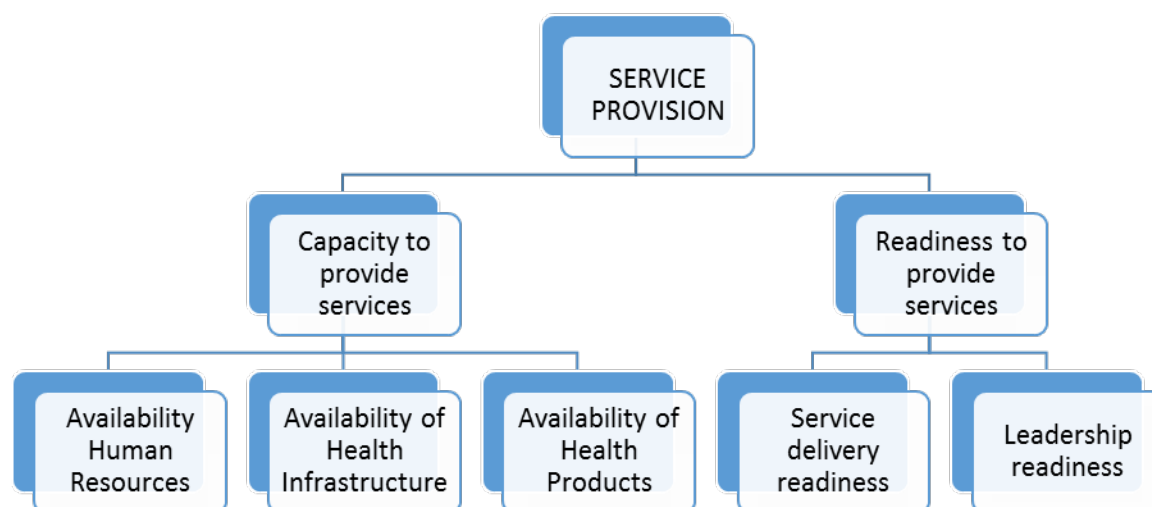 SERVICE
PROVISION
Capacity to
provide
services
Readiness to
provide
services
Availability
Human
Resources
Availability of
Health
Infrastructure
Availability of
Health
Products
Service
delivery
readiness
Leadership
readiness